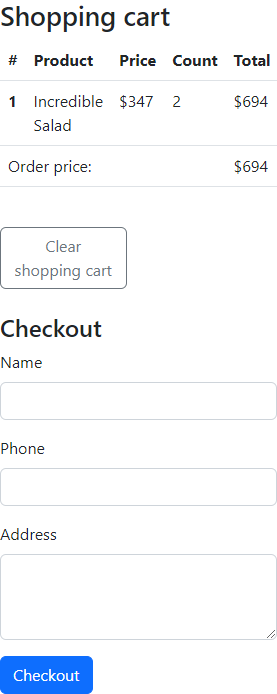 Shopping cart
# Product Price Count Total
1 Incredible Salad $347 2 $694
Order price: $694
Clear
shopping cart
Checkout
Name
Phone
Address
Checkout